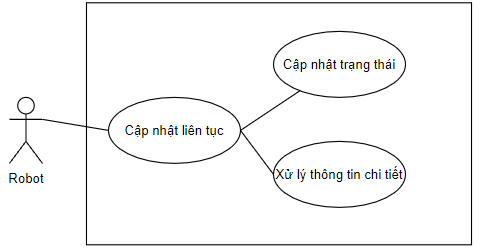 Cập nhật trạng thái
Cập nhật liên tục
Xử lý thông tin chi tiết
Robot